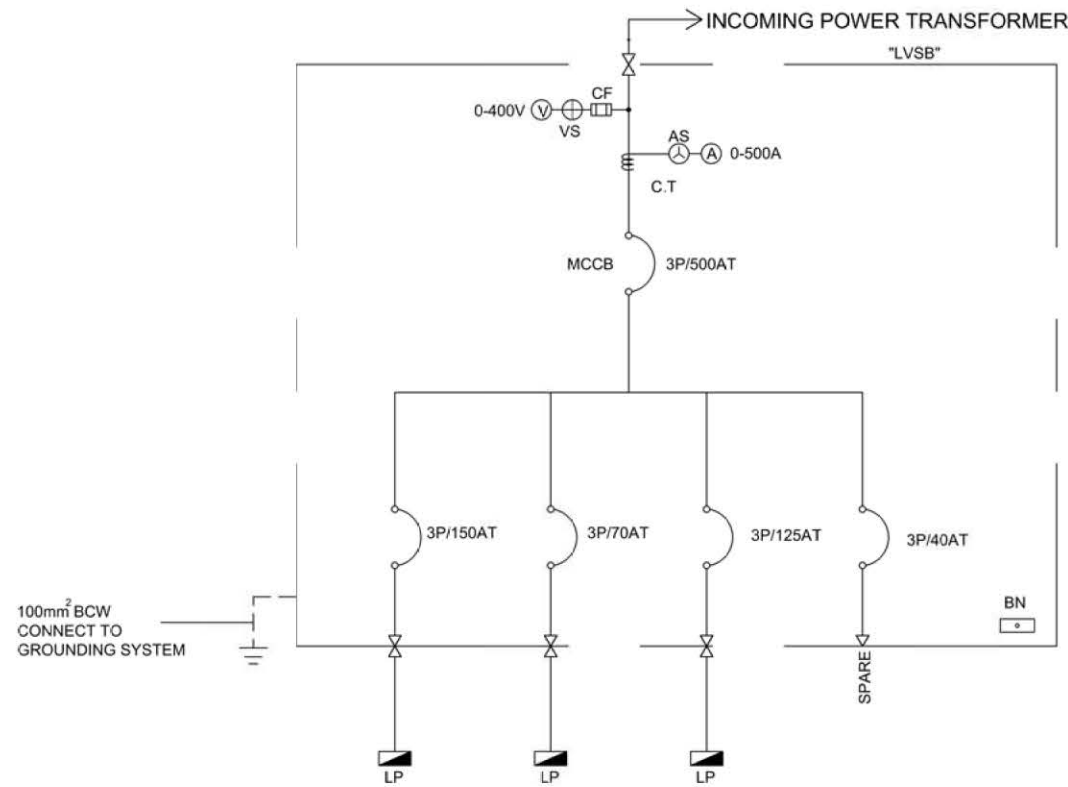 INCOMING POWER TRANSFORMER
"LVSB"
CF
0-400V V
VS
AS
A 0-500A
C.T
MCCB 3P/500AT
3P/150AT 3P/70AT 3P/125AT 3P/40AT
BN
100mm² BCW
CONNECT TO
GROUNDING SYSTEM
SPARE
LP LP LP